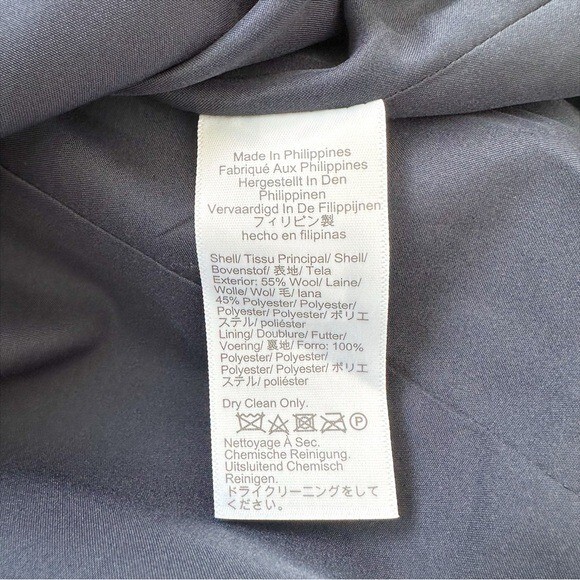 Made In Philippines
Fabriqué Aux Philippines
Hergestellt In Den
Philippinen
Vervaardigd In De Filippijnen
フィリピン製
hecho en filipinas
Shell/ Tissu Principal/ Shell/
Bovenstof/ 表地/ Tela
Exterior: 55% Wool/ Laine/
Wolle/ Wol/ 毛/ lana
45% Polyester/ Polyester/
Polyester/ Polyester/ ポリエ
ステル/ poliéster
Lining/ Doublure/ Futter/
Voering/ 裏地/ Forro: 100%
Polyester/ Polyester/
Polyester/ Polyester/ ポリエ
ステル/ poliéster
Dry Clean Only.
P
Nettoyage À Sec.
Chemische Reinigung.
Uitsluitend Chemisch
Reinigen.
ドライクリーニングをして
ください。